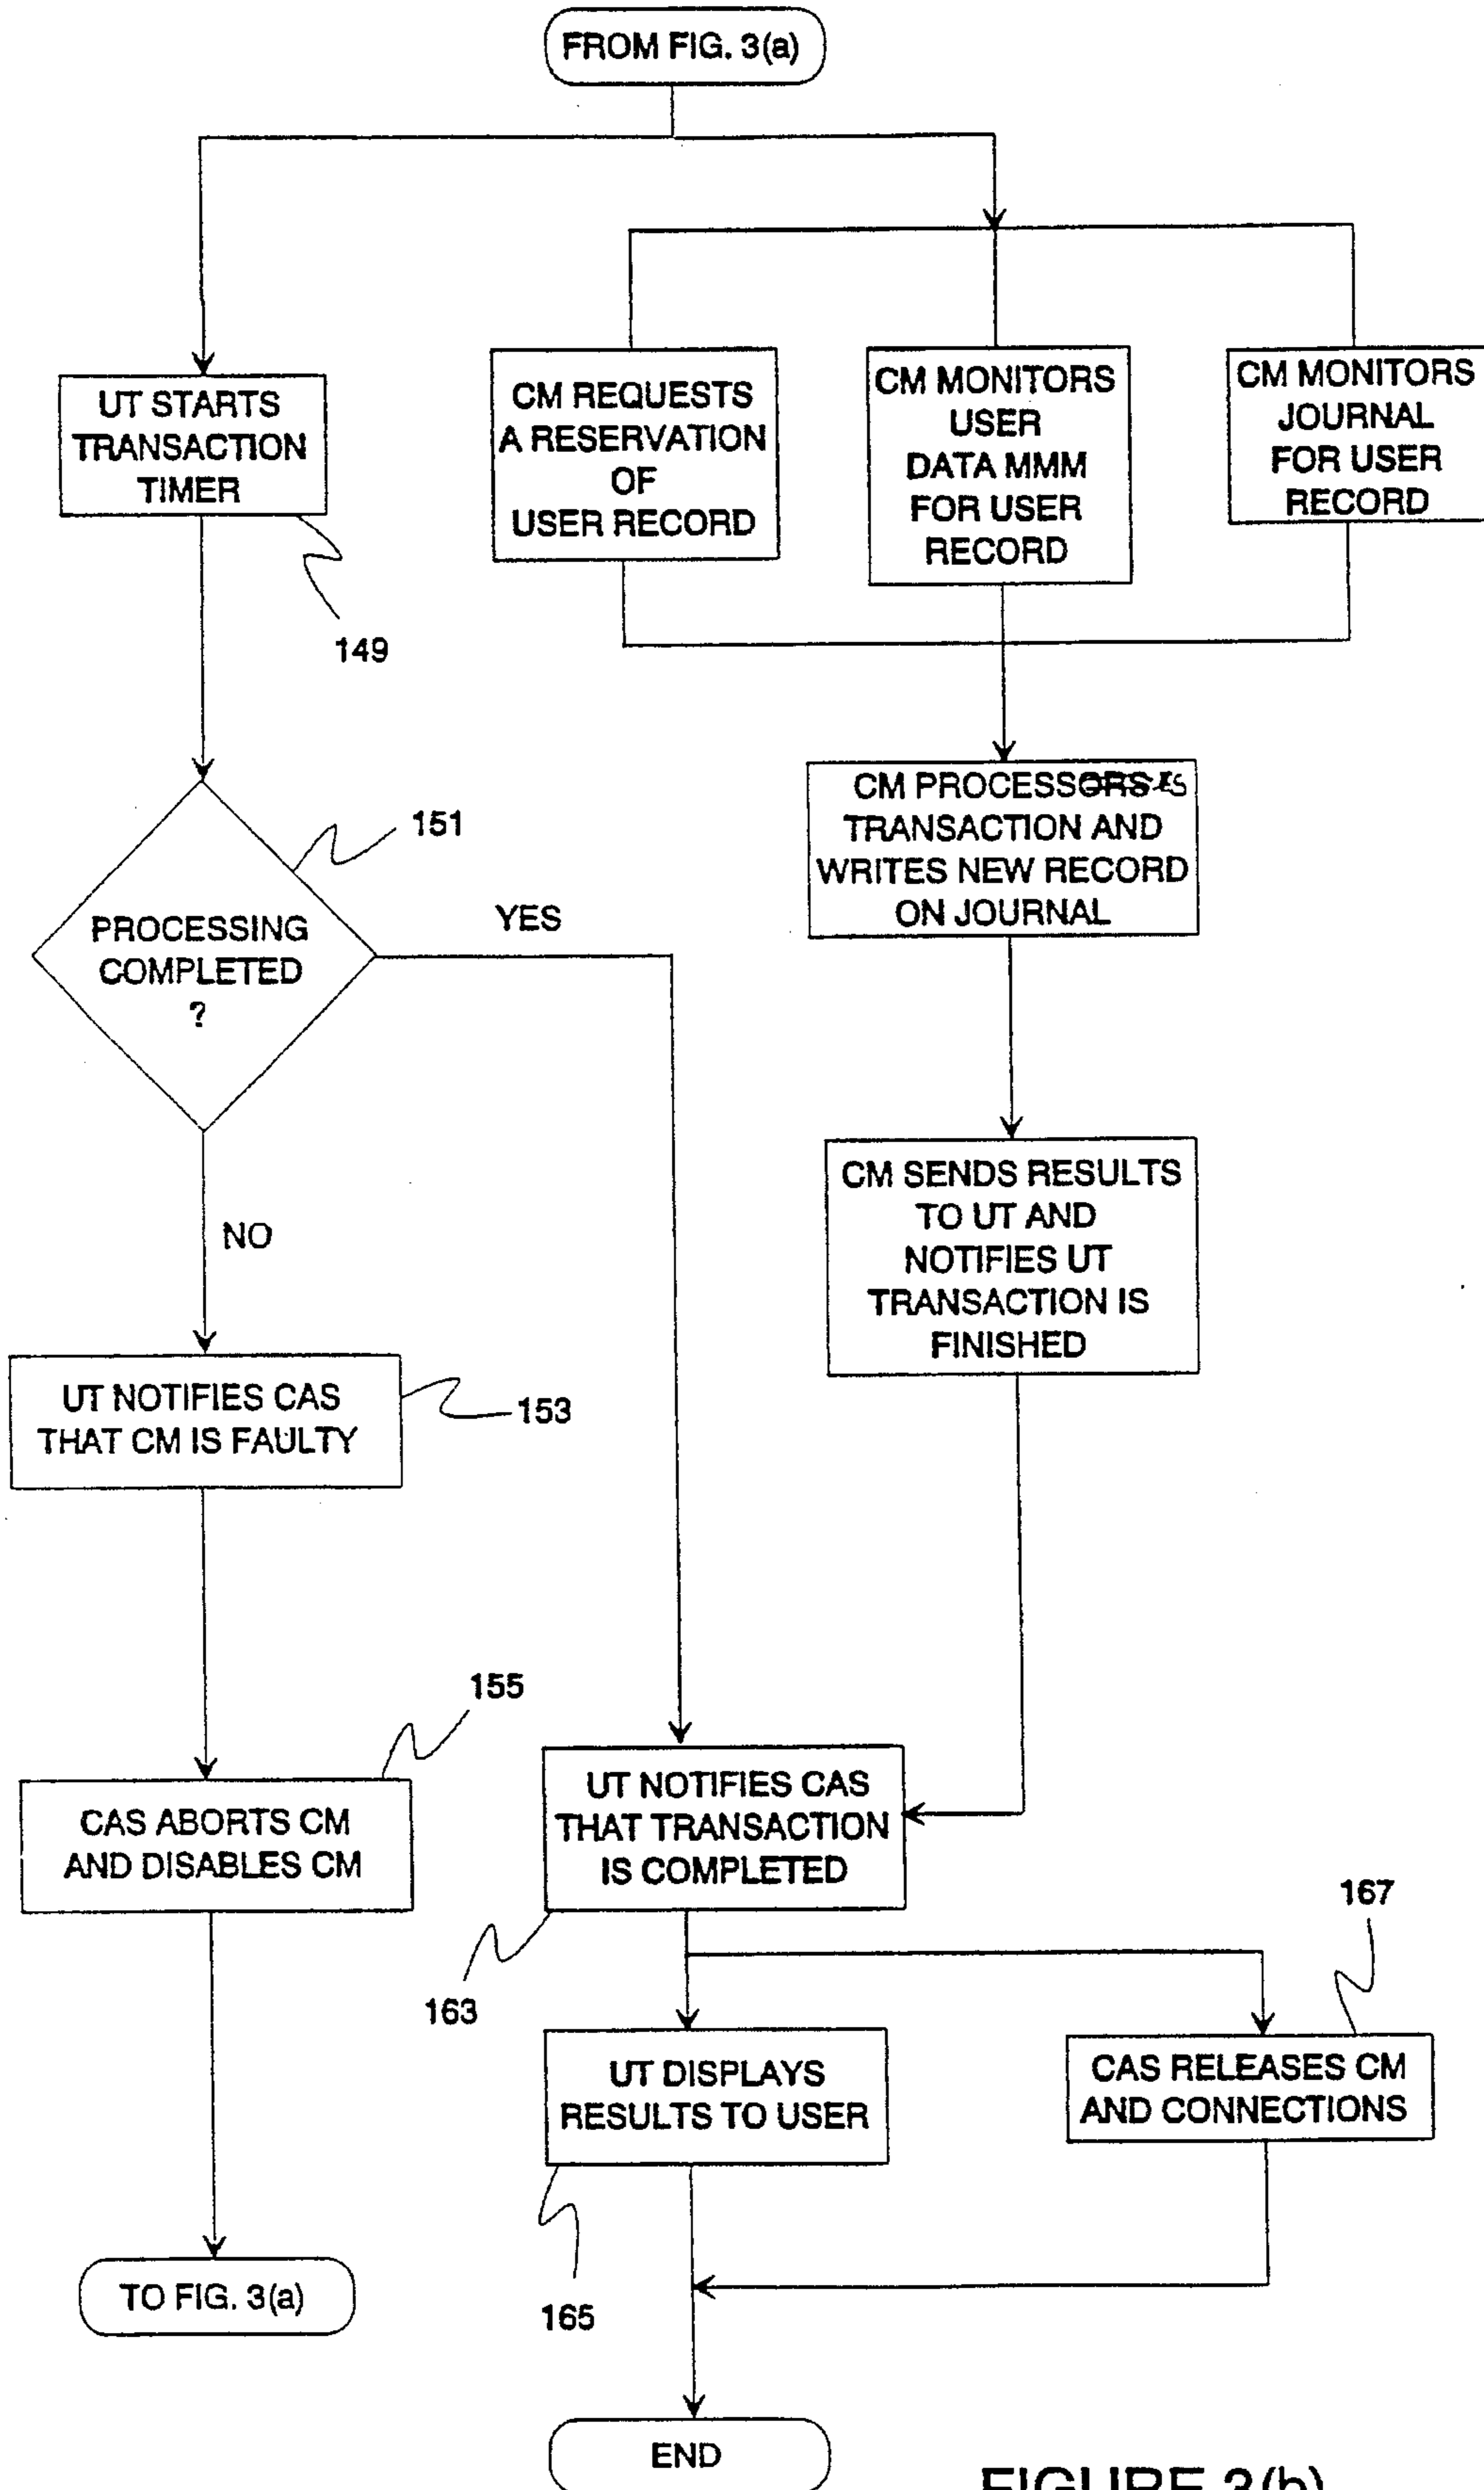 FROM FIG. 3(a)
UT STARTS
TRANSACTION
TIMER
149
CM REQUESTS
A RESERVATION
OF
USER RECORD
CM MONITORS
USER
DATA MMM
FOR USER
RECORD
CM MONITORS
JOURNAL
FOR USER
RECORD
151
PROCESSING
COMPLETED
?
YES
NO
CM PROCESSORS ES
TRANSACTION AND
WRITES NEW RECORD
ON JOURNAL
CM SENDS RESULTS
TO UT AND
NOTIFIES UT
TRANSACTION IS
FINISHED
UT NOTIFIES CAS
THAT CM IS FAULTY
153
155
CAS ABORTS CM
AND DISABLES CM
UT NOTIFIES CAS
THAT TRANSACTION
IS COMPLETED
163
167
UT DISPLAYS
RESULTS TO USER
165
CAS RELEASES CM
AND CONNECTIONS
TO FIG. 3(a)
END
FIGURE 3(b)